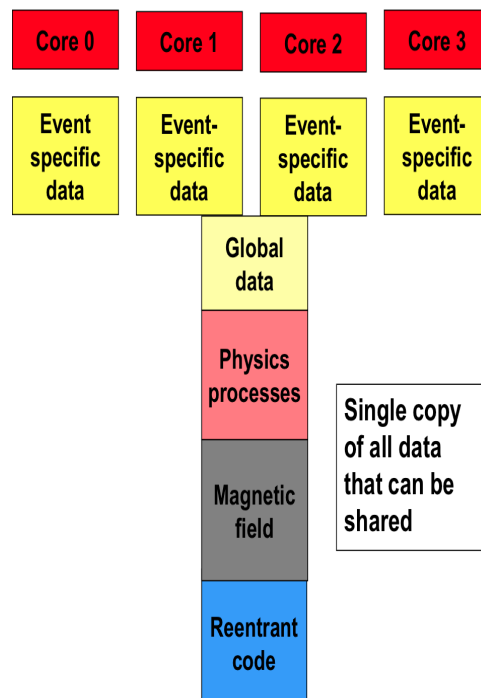 Core 0
Core 1
Core 2
Core 3
Event
specific
data
Event-
specific
data
Event-
specific
data
Event-
specific
data
Global
data
Physics
processes
Single copy
of all data
that can be
shared
Magnetic
field
Reentrant
code